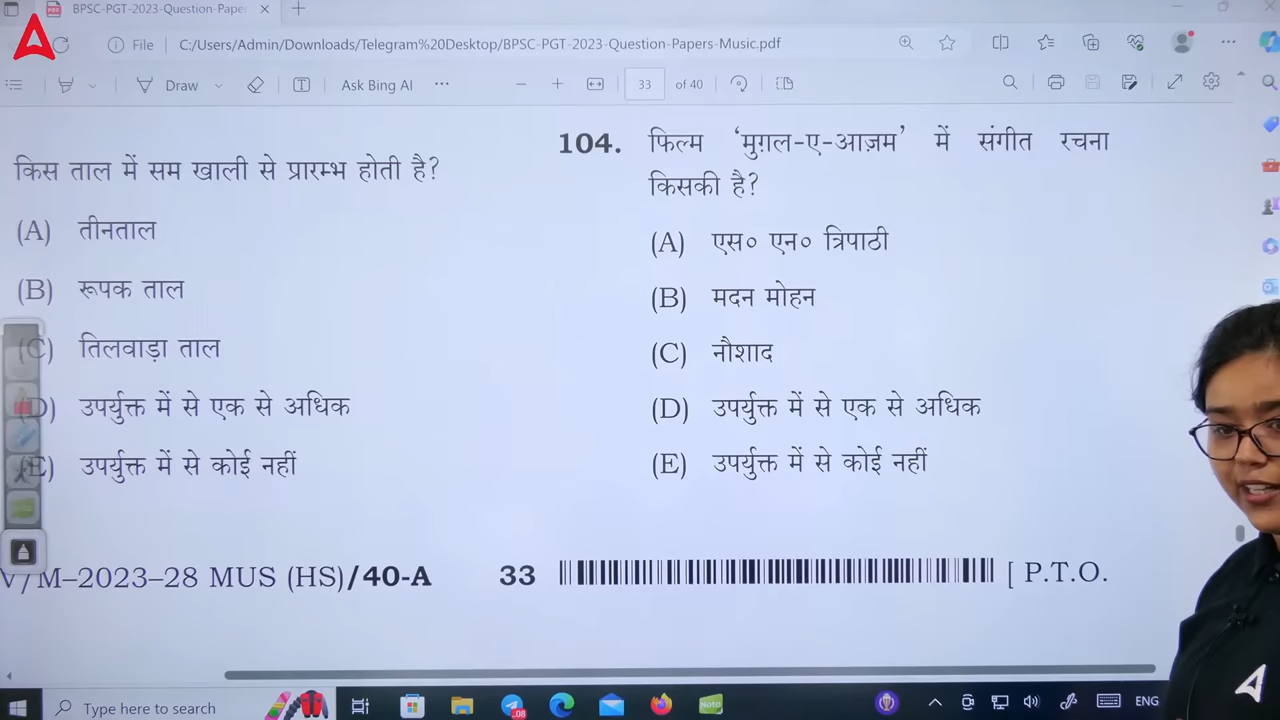 BPSC-PGT-2023-Question-Paper
File
C:/Users/Admin/Downloads/Telegram%20Desktop/BPSC-PGT-2023-Question-Papers-Music.pdf
Draw
Ask Bing AI
33
of 40
किस ताल में सम खाली से प्रारम्भ होती है?
(A) तीनताल
(B) रूपक ताल
(C) तिलवाड़ा ताल
(D) उपर्युक्त में से एक से अधिक
(E) उपर्युक्त में से कोई नहीं
104. फिल्म ‘मुग़ल-ए-आज़म’ में संगीत रचना
किसकी है?
(A) एस० एन० त्रिपाठी
(B) मदन मोहन
(C) नौशाद
(D) उपर्युक्त में से एक से अधिक
(E) उपर्युक्त में से कोई नहीं
V/M–2023–28 MUS (HS)/40-A
33
[ P.T.O.
Type here to search
ENG